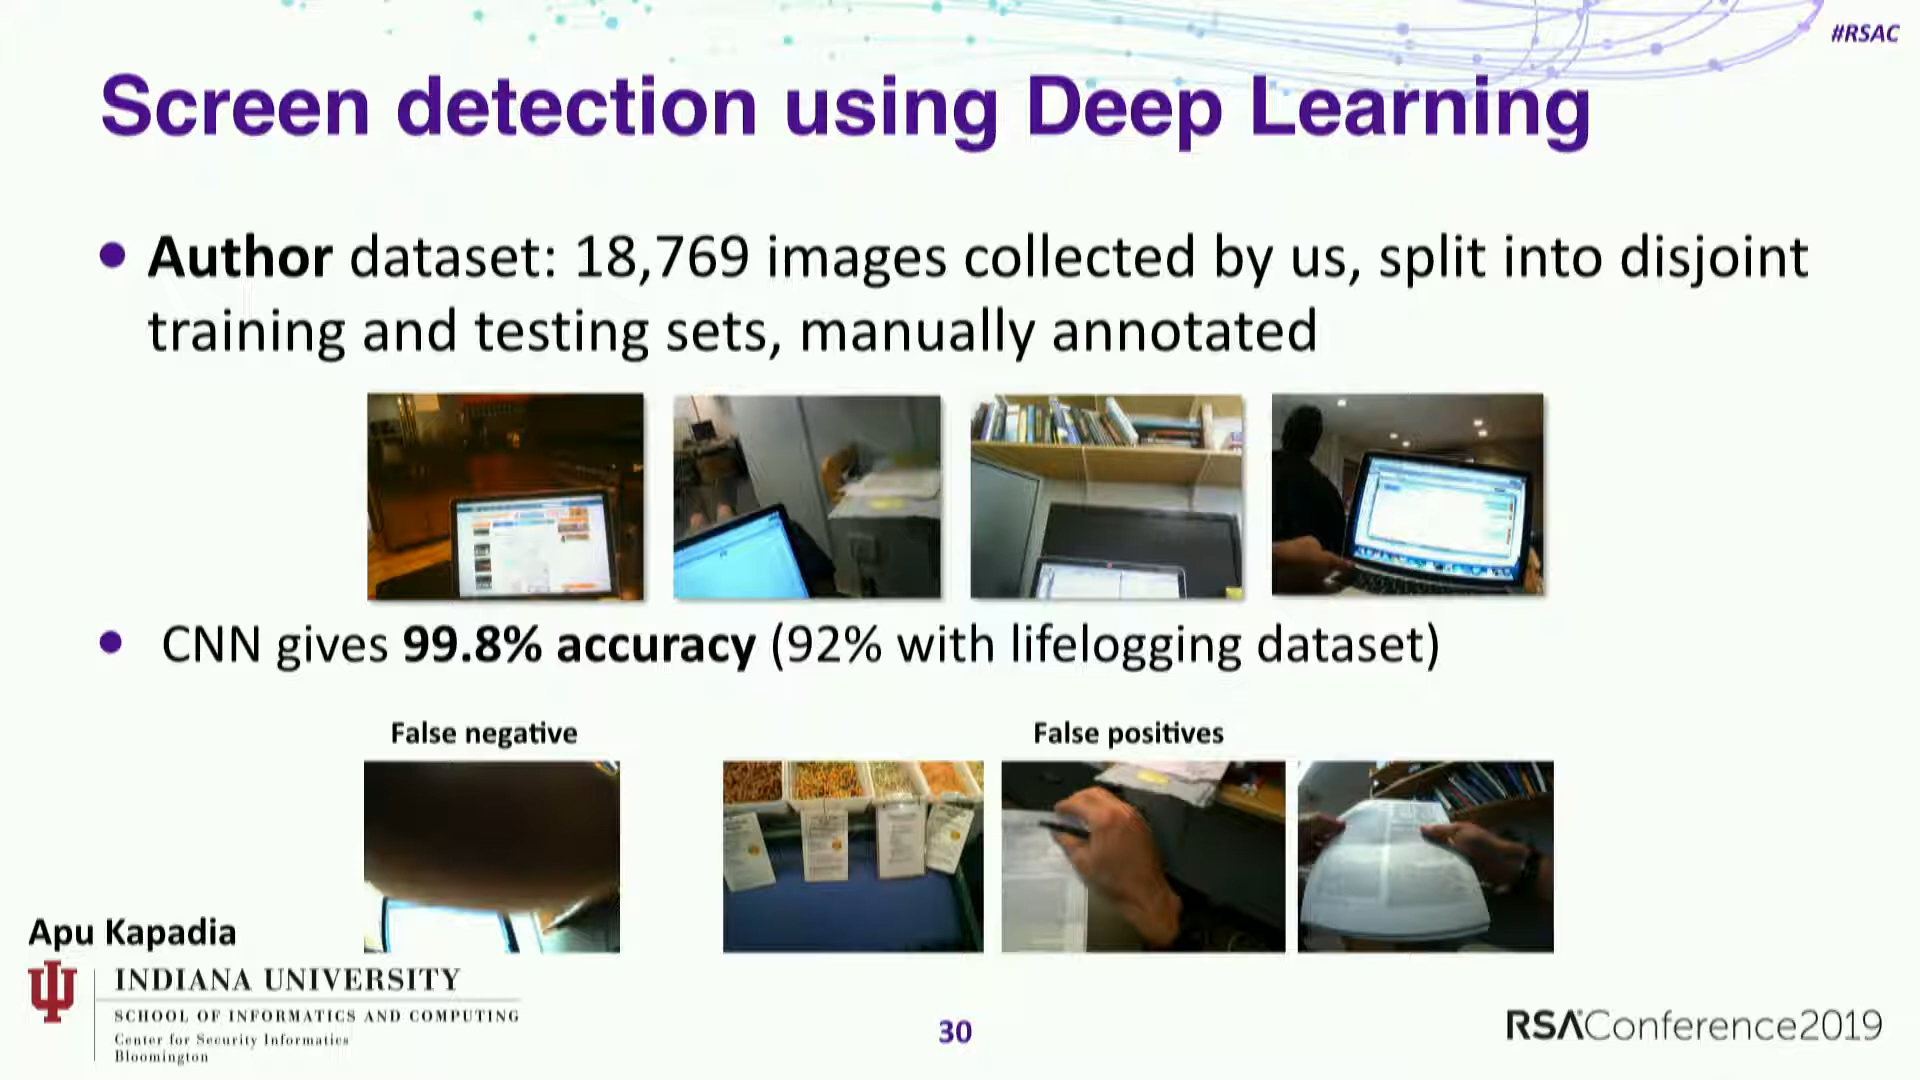 #RSAC
Screen detection using Deep Learning
• Author dataset: 18,769 images collected by us, split into disjoint
training and testing sets, manually annotated
• CNN gives 99.8% accuracy (92% with lifelogging dataset)
False negative
False positives
Apu Kapadia
INDIANA UNIVERSITY
SCHOOL OF INFORMATICS AND COMPUTING
Center for Security Informatics
Bloomington
30
RSAConference2019